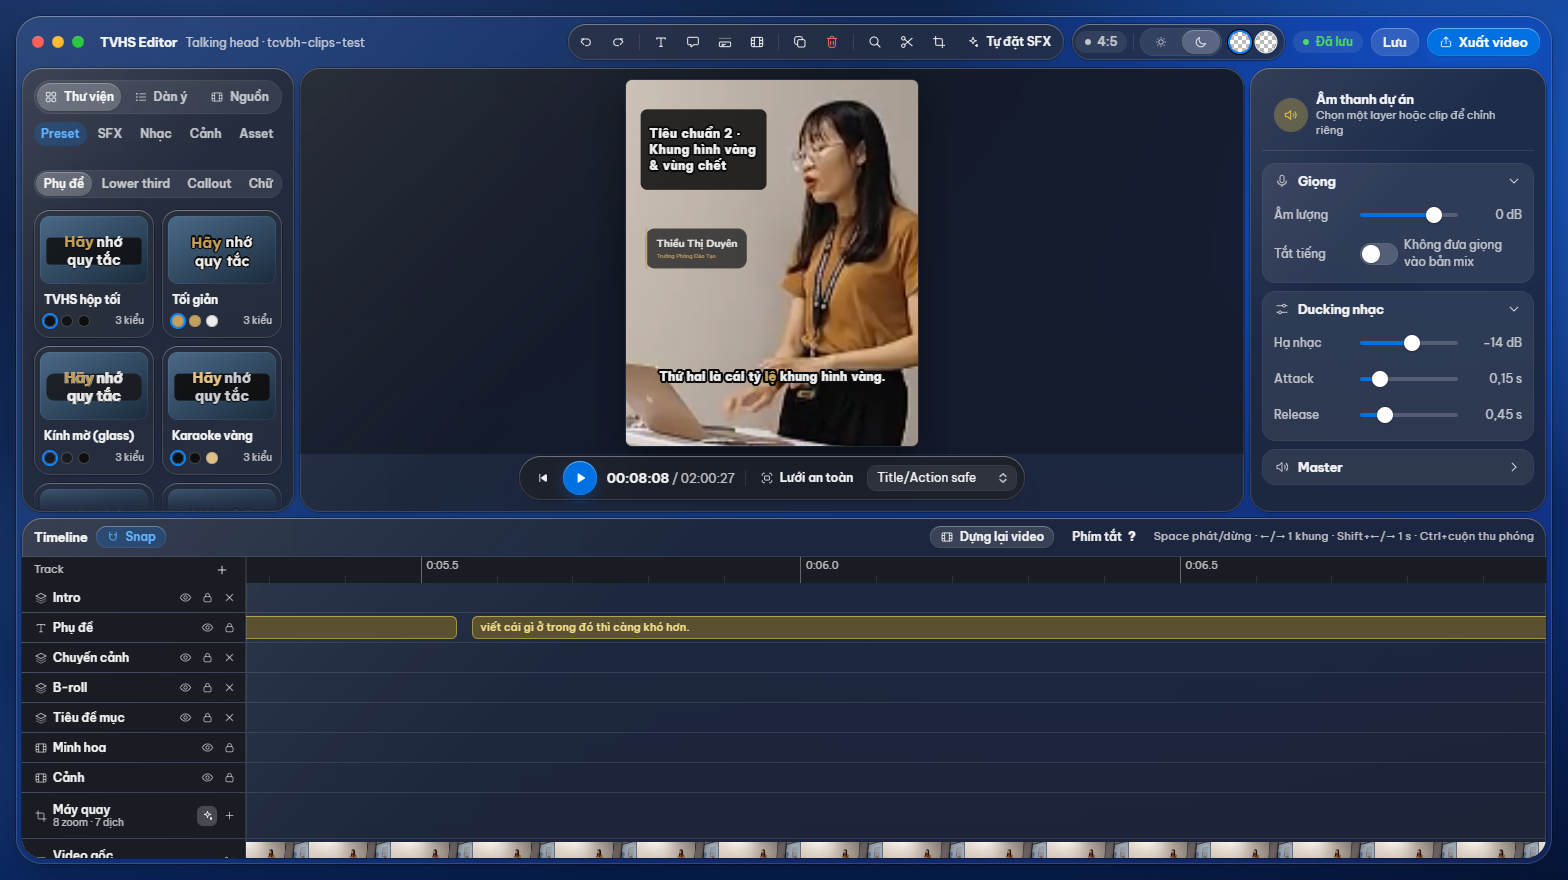 TVHS Editor Talking head · tcvbh-clips-test
Tự đặt SFX
4:5
Đã lưu
Lưu
Xuất video
Thư viện Dàn ý Nguồn
Preset SFX Nhạc Cảnh Asset
Phụ đề Lower third Callout Chữ
Hãy nhớ
quy tắc
TVHS hộp tối
3 kiểu
Hãy nhớ
quy tắc
Tối giản
3 kiểu
Hãy nhớ
quy tắc
Kính mờ (glass)
3 kiểu
Hãy nhớ
quy tắc
Karaoke vàng
3 kiểu
Tiêu chuẩn 2 -
Khung hình vàng
& vùng chết
Thiều Thị Duyên
Trưởng Phòng Đào Tạo
Thứ hai là cái tỷ lệ khung hình vàng.
00:08:08 / 02:00:27
Lưới an toàn
Title/Action safe
Âm thanh dự án
Chọn một layer hoặc clip để chỉnh
riêng
Giọng
Âm lượng 0 dB
Tắt tiếng
Không đưa giọng
vào bản mix
Ducking nhạc
Hạ nhạc -14 dB
Attack 0,15 s
Release 0,45 s
Master
Timeline Snap
Dựng lại video
Phím tắt ?
Space phát/dừng · ←/→ 1 khung · Shift+←/→ 1 s · Ctrl+cuộn thu phóng
Track
0:05.5 0:06.0 0:06.5
Intro
Phụ đề
viết cái gì ở trong đó thì càng khó hơn.
Chuyển cảnh
B-roll
Tiêu đề mục
Minh họa
Cảnh
Máy quay
8 zoom · 7 dịch
Video gốc